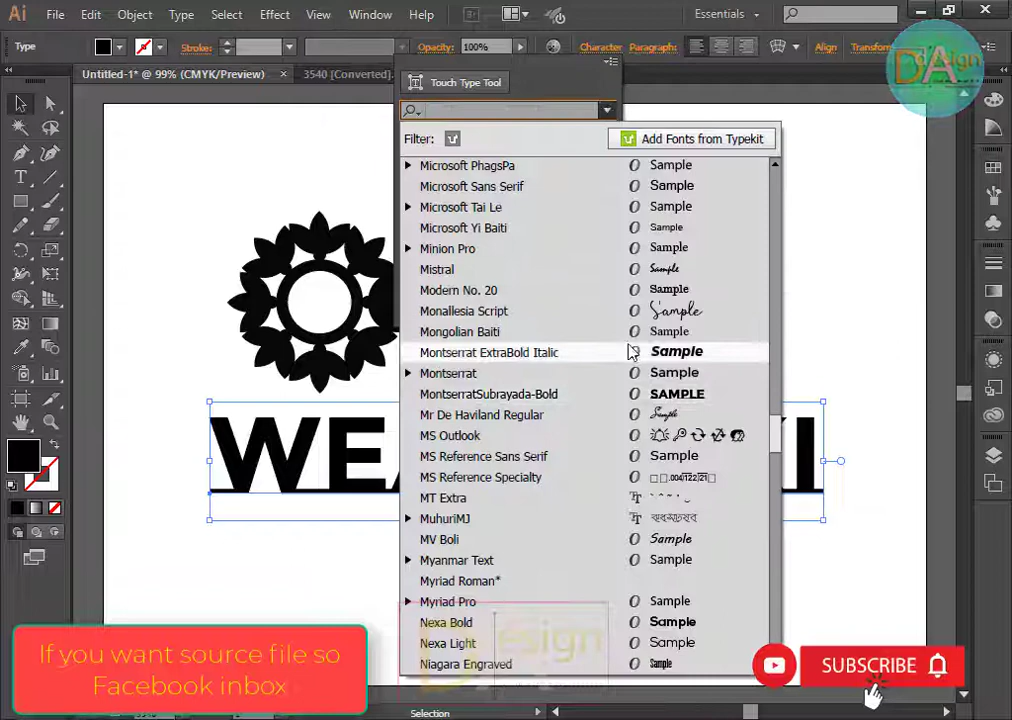 Ai File Edit Object Type Select Effect View Window Help Br Essentials
Type Stroke: Opacity: 100% Character Paragraph: Align Transform
Untitled-1* @ 99% (CMYK/Preview) × 3540 [Converted].
Touch Type Tool
Filter: Add Fonts from Typekit
Microsoft PhagsPa Sample
Microsoft Sans Serif Sample
Microsoft Tai Le Sample
Microsoft Yi Baiti Sample
Minion Pro Sample
Mistral Sample
Modern No. 20 Sample
Monallesia Script Sample
Mongolian Baiti Sample
Montserrat ExtraBold Italic Sample
Montserrat Sample
MontserratSubrayada-Bold SAMPLE
Mr De Haviland Regular Sample
MS Outlook
MS Reference Sans Serif Sample
MS Reference Specialty
MT Extra
MuhuriMJ
MV Boli Sample
Myanmar Text Sample
Myriad Roman*
Myriad Pro Sample
Nexa Bold Sample
Nexa Light Sample
Niagara Engraved Sample
WE
If you want source file so
Facebook inbox
Design
SUBSCRIBE
Selection